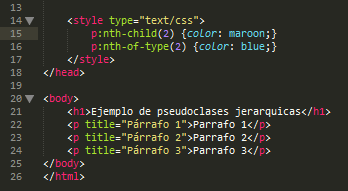 13
14 <style type="text/css">
15 p:nth-child(2) {color: maroon;}
16 p:nth-of-type(2) {color: blue;}
17 </style>
18 </head>
19
20 <body>
21 <h1>Ejemplo de pseudoclases jerarquicas</h1>
22 <p title="Párrafo 1">Parrafo 1</p>
23 <p title="Párrafo 2">Parrafo 2</p>
24 <p title="Párrafo 3">Parrafo 3</p>
25 </body>
26 </html>